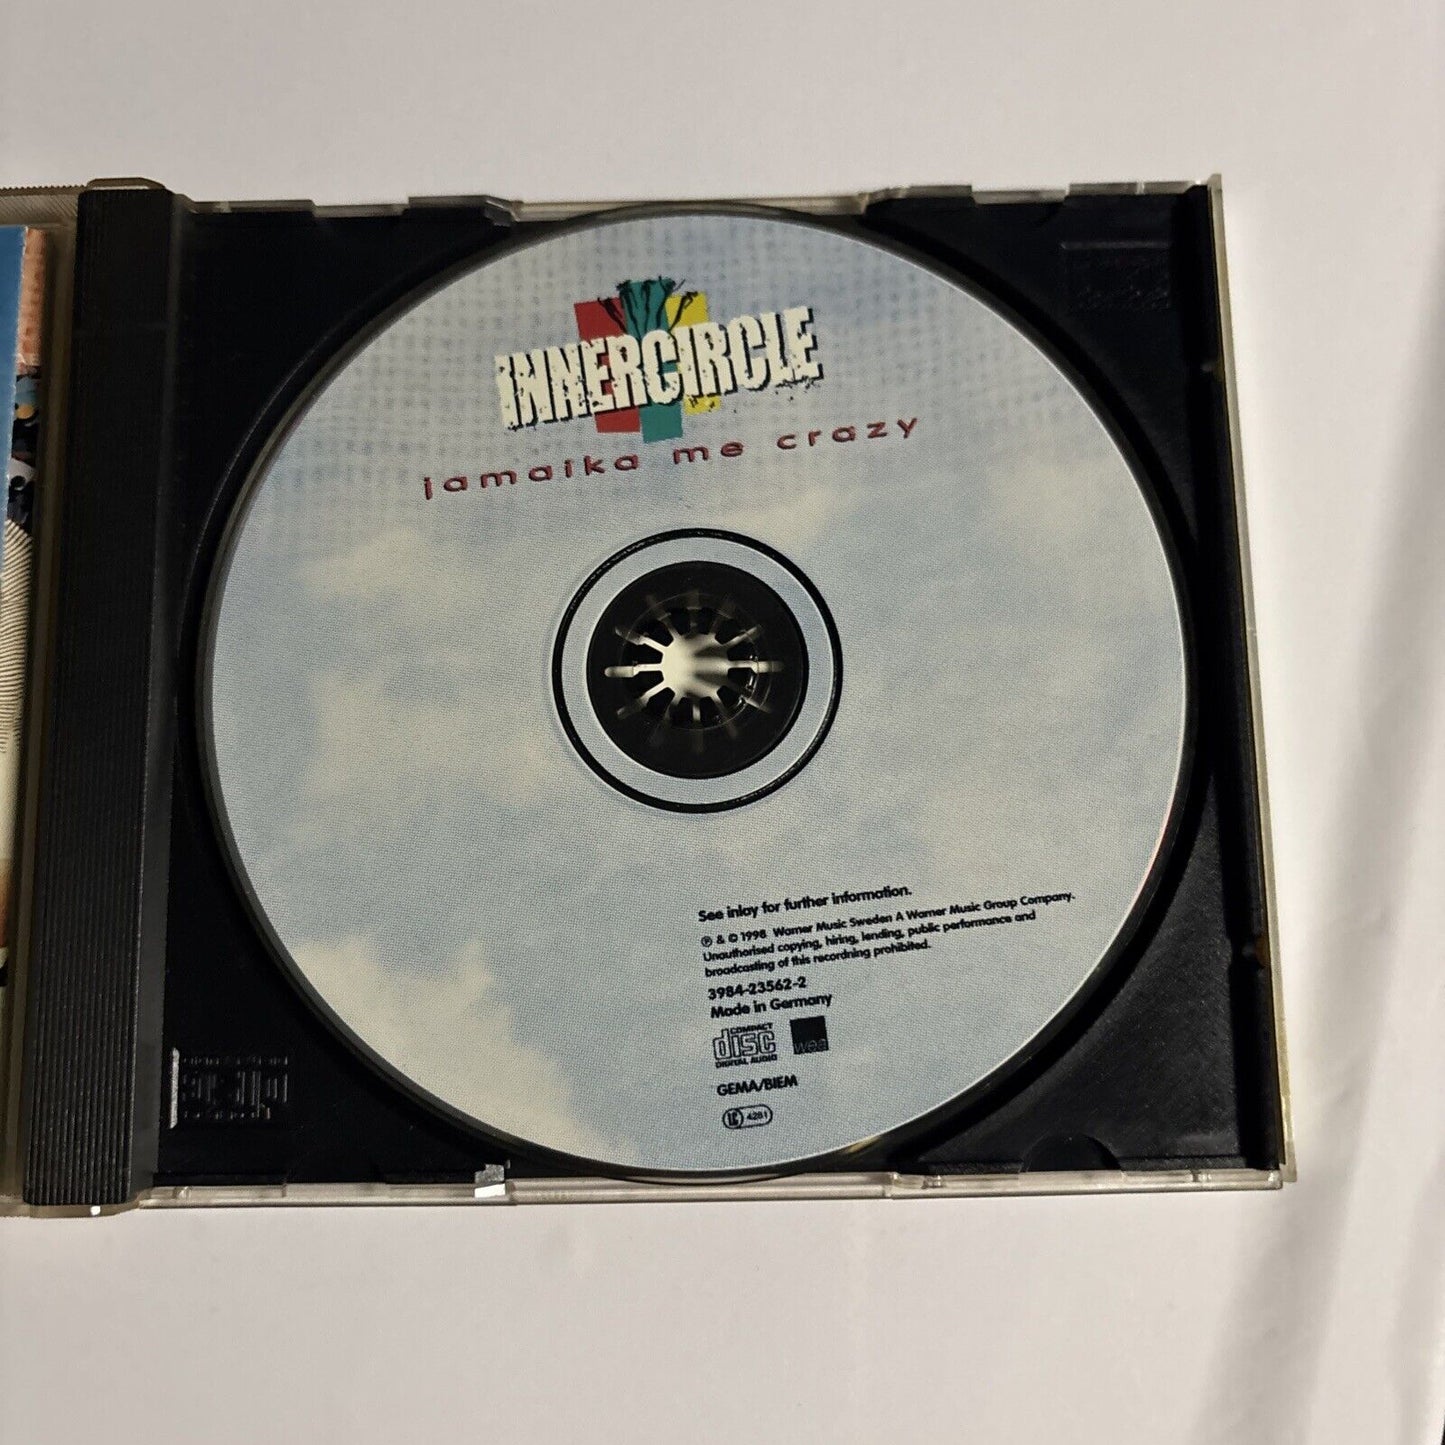 INNERCIRCLE
jamaika me crazy
See inlay for further information.
℗ & © 1998 Warner Music Sweden A Warner Music Group Company.
Unauthorised copying, hiring, lending, public performance and
broadcasting of this recordning prohibited.
3984-23562-2
Made in Germany
COMPACT
disc
DIGITAL AUDIO
wea
GEMA/BIEM
LC 4281